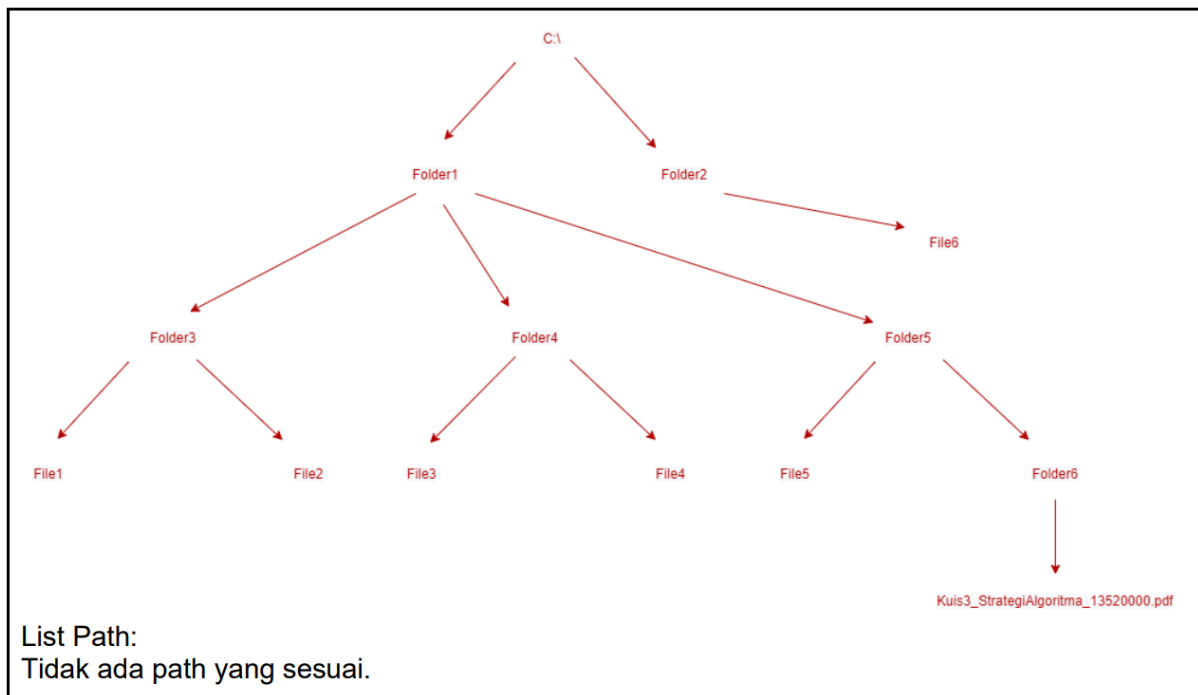 C:\
Folder1
Folder2
File6
Folder3
Folder4
Folder5
File1
File2
File3
File4
File5
Folder6
Kuis3_StrategiAlgoritma_13520000.pdf
List Path:
Tidak ada path yang sesuai.